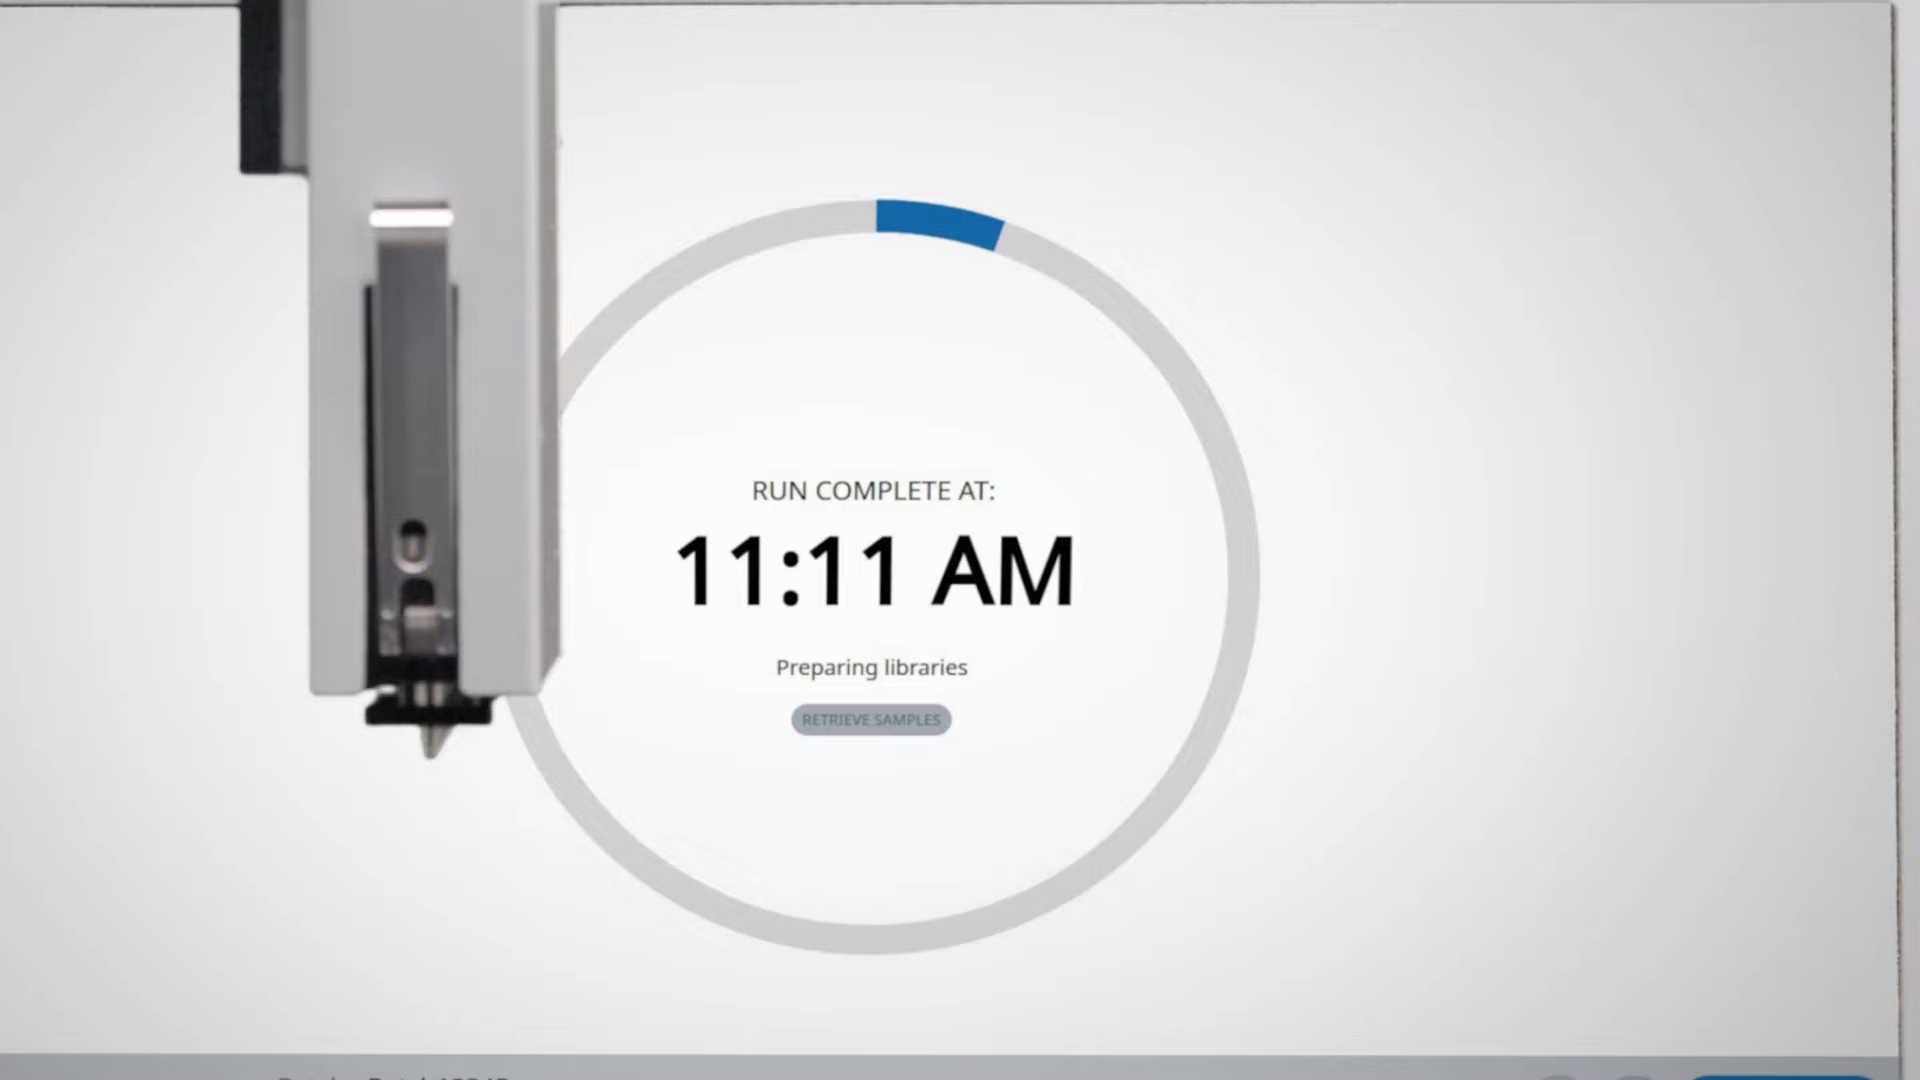 RUN COMPLETE AT:
11:11 AM
Preparing libraries
RETRIEVE SAMPLES